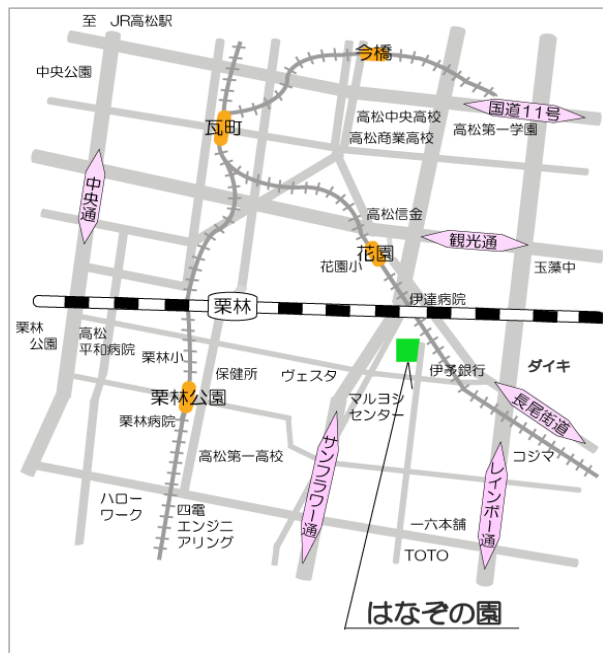 至　JR高松駅
今橋
中央公園
国道11号
高松中央高校
高松商業高校
高松第一学園
瓦町
中央通
高松信金
観光通
花園
花園小
玉藻中
伊達病院
栗林
栗林
公園
高松
平和病院
栗林小
保健所
ヴェスタ
伊予銀行
ダイキ
マルヨシ
センター
長尾街道
栗林公園
栗林病院
高松第一高校
サンフラワー通
レインボー通
コジマ
ハロー
ワーク
四電
エンジニ
アリング
一六本舗
TOTO
はなぞの園